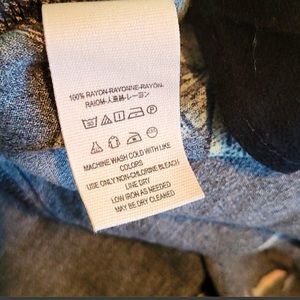 100% RAYON-RAYONNE-RAYON.
MACHINE WASH COLD WITH LIKE
COLORS
USE ONLY NON-CHLORINE BLEACH
LINE DRY
LOW IRON AS NEEDED
MAY BE DRY CLEANED